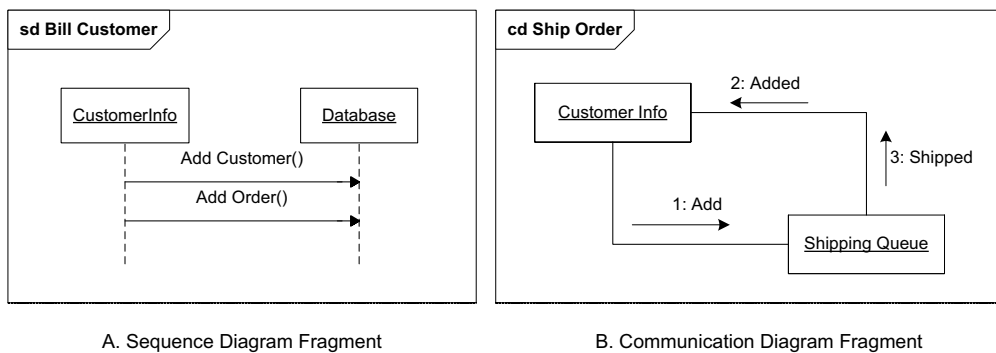 sd Bill Customer
CustomerInfo
Database
Add Customer()
Add Order()
A. Sequence Diagram Fragment
cd Ship Order
2: Added
Customer Info
3: Shipped
1: Add
Shipping Queue
B. Communication Diagram Fragment